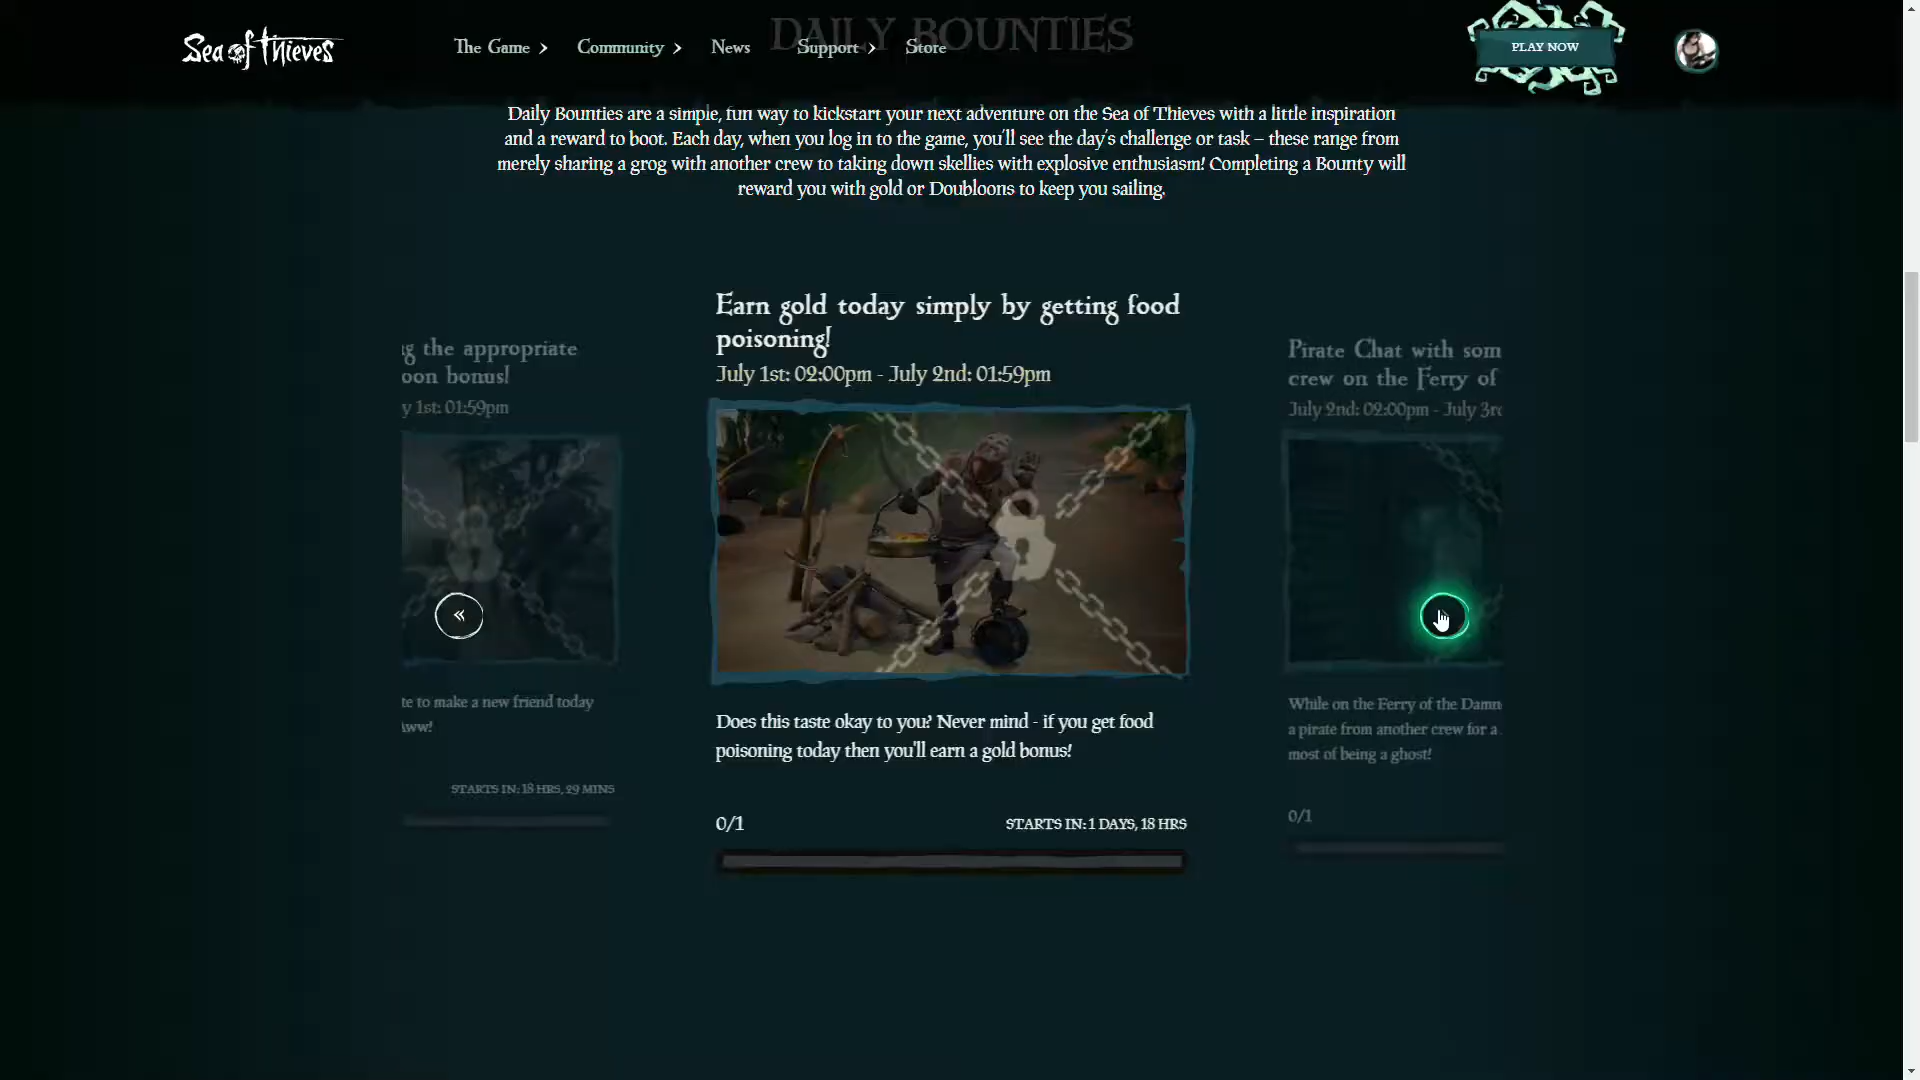 DAILY BOUNTIES
Sea of Thieves
The Game
Community
News
Support
Store
PLAY NOW
Daily Bounties are a simple, fun way to kickstart your next adventure on the Sea of Thieves with a little inspiration
and a reward to boot. Each day, when you log in to the game, you'll see the day's challenge or task – these range from
merely sharing a grog with another crew to taking down skellies with explosive enthusiasm! Completing a Bounty will
reward you with gold or Doubloons to keep you sailing.
g the appropriate
oon bonus!
y 1st: 01:59pm
te to make a new friend today
Aww!
STARTS IN: 18 HRS, 29 MINS
Earn gold today simply by getting food
poisoning!
July 1st: 02:00pm - July 2nd: 01:59pm
Does this taste okay to you? Never mind - if you get food
poisoning today then you'll earn a gold bonus!
0/1
STARTS IN: 1 DAYS, 18 HRS
Pirate Chat with som
crew on the Ferry of
July 2nd: 02:00pm - July 3rd
While on the Ferry of the Damn
a pirate from another crew for a
most of being a ghost!
0/1